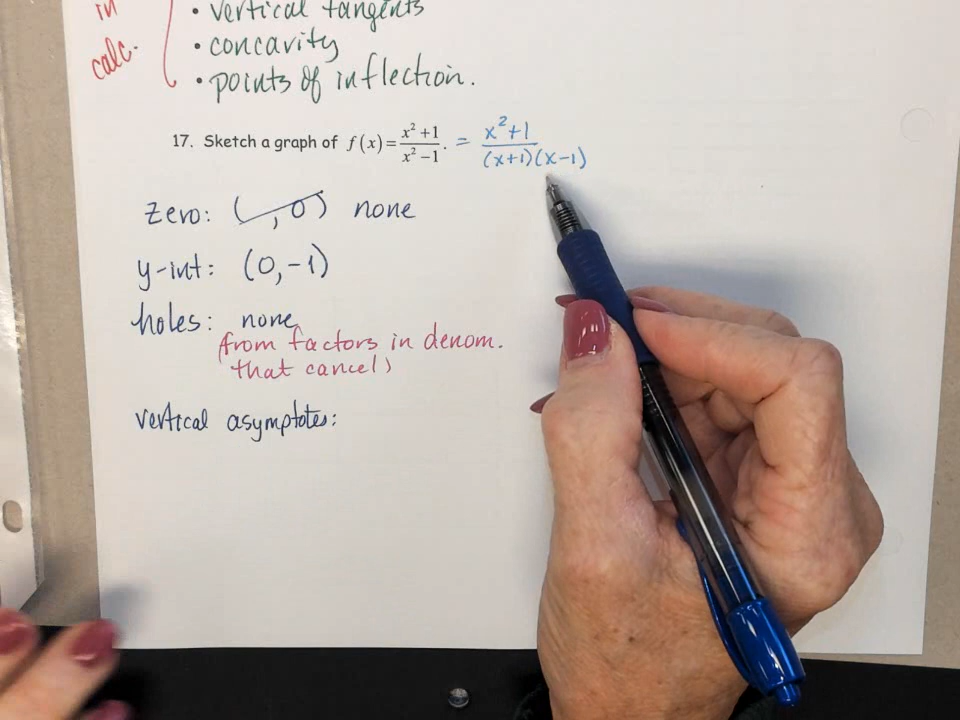 in
calc.
• vertical tangents
• concavity
• points of inflection.
17. Sketch a graph of f(x) = (x² + 1)/(x² − 1). = (x²+1)/((x+1)(x−1))
zero: ( , 0) none
y-int: (0, −1)
holes: none
from factors in denom.
that cancel)
vertical asymptotes: